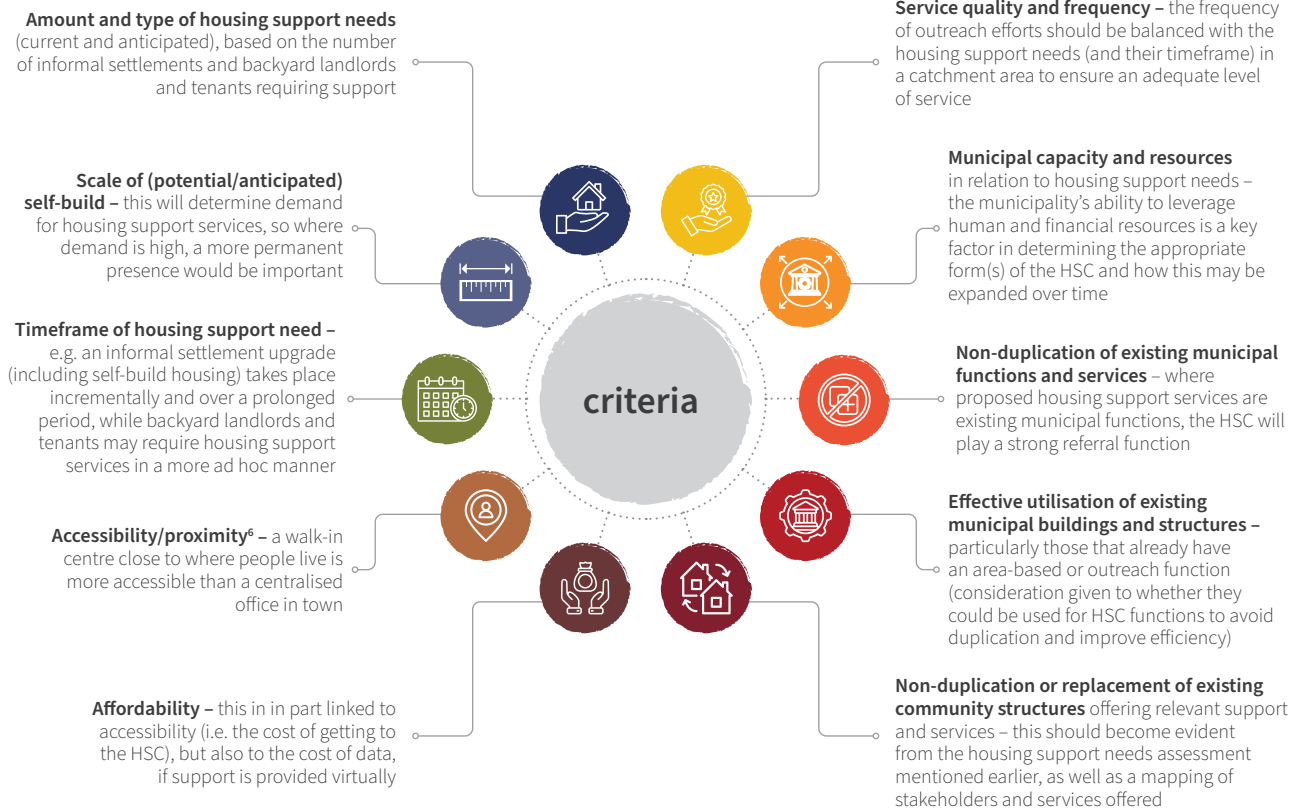 Amount and type of housing support needs
(current and anticipated), based on the number
of informal settlements and backyard landlords
and tenants requiring support
Scale of (potential/anticipated)
self-build – this will determine demand
for housing support services, so where
demand is high, a more permanent
presence would be important
Timeframe of housing support need –
e.g. an informal settlement upgrade
(including self-build housing) takes place
incrementally and over a prolonged
period, while backyard landlords and
tenants may require housing support
services in a more ad hoc manner
Accessibility/proximity⁶ – a walk-in
centre close to where people live is
more accessible than a centralised
office in town
Affordability – this in in part linked to
accessibility (i.e. the cost of getting to
the HSC), but also to the cost of data,
if support is provided virtually
criteria
Service quality and frequency – the frequency
of outreach efforts should be balanced with the
housing support needs (and their timeframe) in
a catchment area to ensure an adequate level
of service
Municipal capacity and resources
in relation to housing support needs –
the municipality's ability to leverage
human and financial resources is a key
factor in determining the appropriate
form(s) of the HSC and how this may be
expanded over time
Non-duplication of existing municipal
functions and services – where
proposed housing support services are
existing municipal functions, the HSC will
play a strong referral function
Effective utilisation of existing
municipal buildings and structures –
particularly those that already have
an area-based or outreach function
(consideration given to whether they
could be used for HSC functions to avoid
duplication and improve efficiency)
Non-duplication or replacement of existing
community structures offering relevant support
and services – this should become evident
from the housing support needs assessment
mentioned earlier, as well as a mapping of
stakeholders and services offered